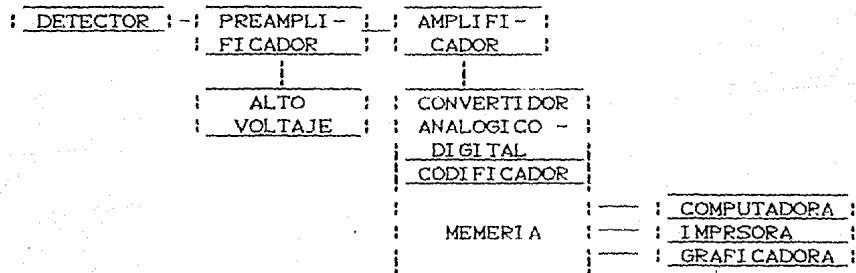 DETECTOR
PREAMPLI-
FICADOR
AMPLIFI-
CADOR
ALTO
VOLTAJE
CONVERTIDOR
ANALOGICO -
DIGITAL
CODIFICADOR
MEMERIA
COMPUTADORA
IMPRSORA
GRAFICADORA